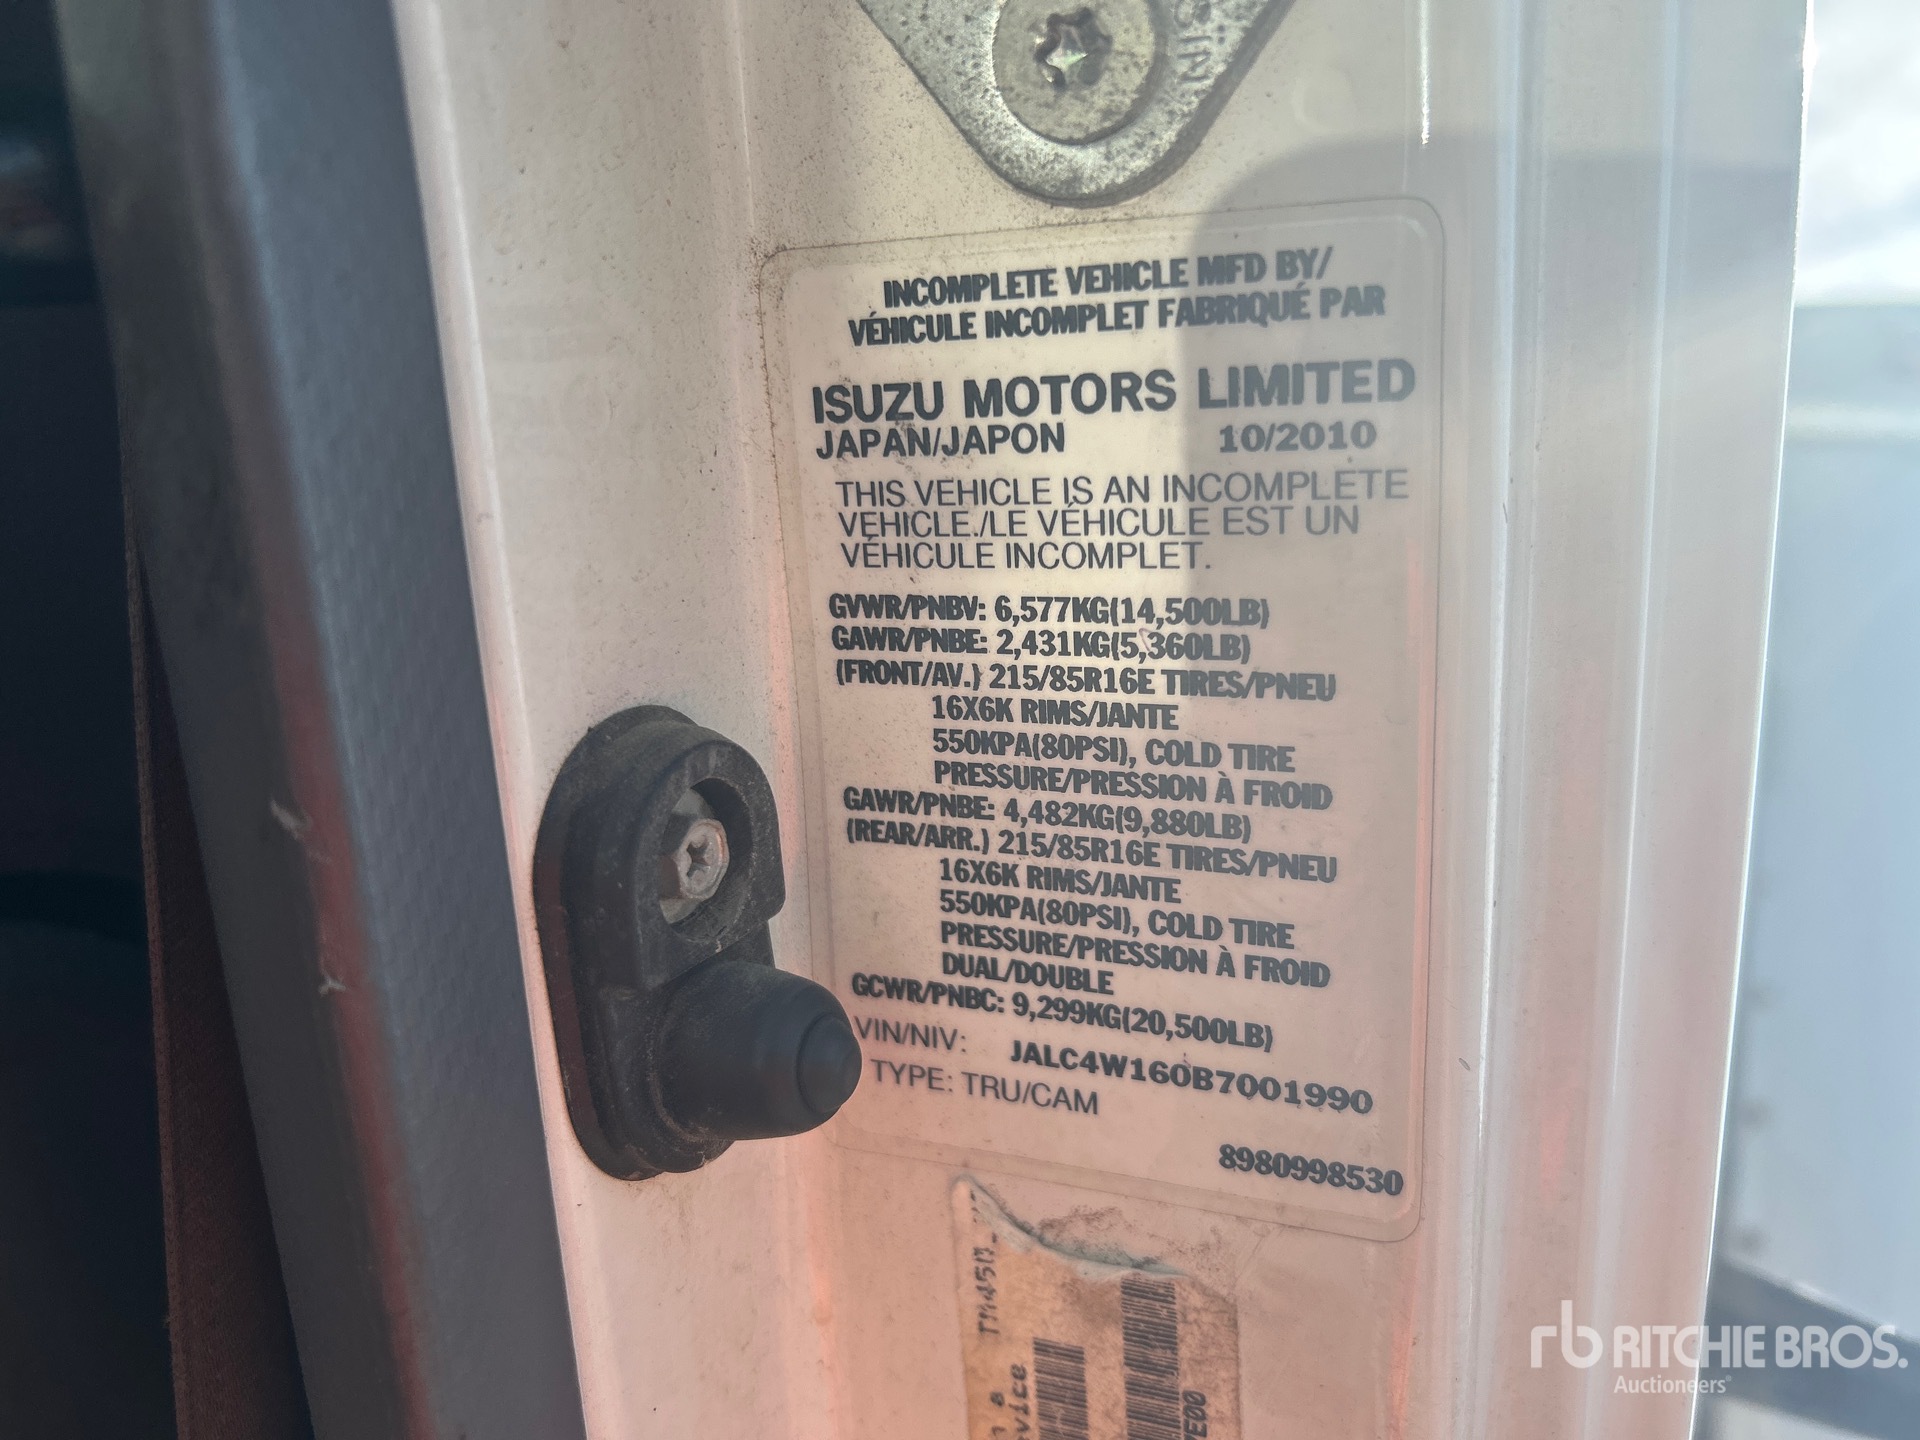 INCOMPLETE VEHICLE MFD BY/
VÉHICULE INCOMPLET FABRIQUÉ PAR
ISUZU MOTORS LIMITED
JAPAN/JAPON 10/2010
THIS VEHICLE IS AN INCOMPLETE
VEHICLE./LE VÉHICULE EST UN
VÉHICULE INCOMPLET.
GVWR/PNBV: 6,577KG(14,500LB)
GAWR/PNBE: 2,431KG(5,360LB)
(FRONT/AV.) 215/85R16E TIRES/PNEU
16X6K RIMS/JANTE
550KPA(80PSI), COLD TIRE
PRESSURE/PRESSION À FROID
GAWR/PNBE: 4,482KG(9,880LB)
(REAR/ARR.) 215/85R16E TIRES/PNEU
16X6K RIMS/JANTE
550KPA(80PSI), COLD TIRE
PRESSURE/PRESSION À FROID
DUAL/DOUBLE
GCWR/PNBC: 9,299KG(20,500LB)
VIN/NIV: JALC4W160B7001990
TYPE: TRU/CAM
8980998530
rb RITCHIE BROS.
Auctioneers